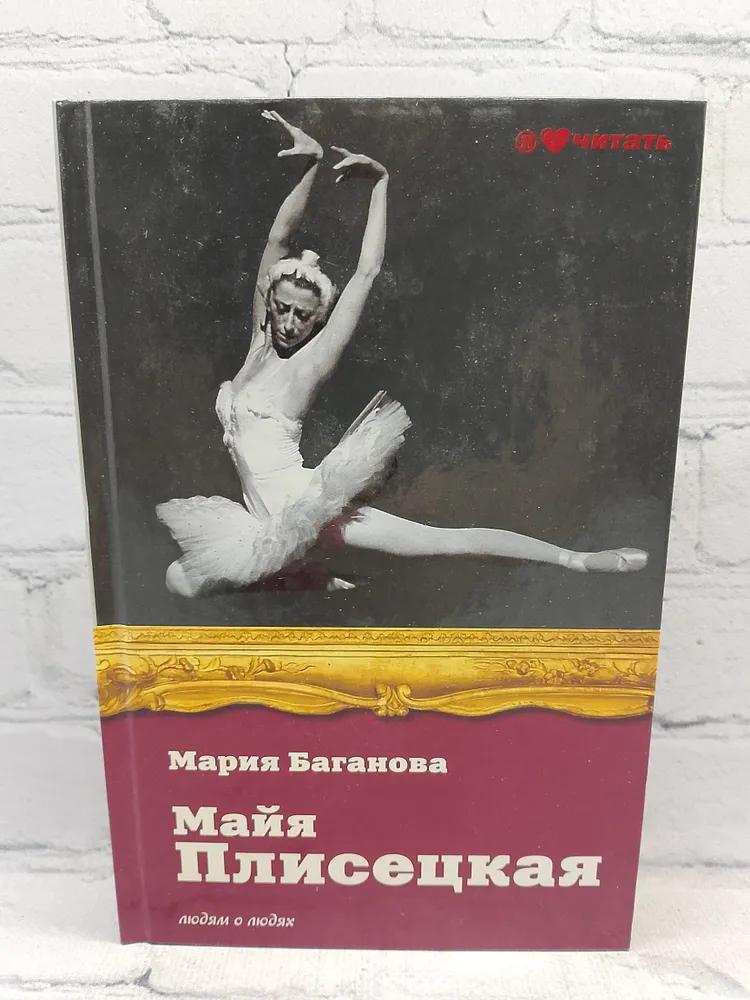 Я читать
Мария Баганова
Майя
Плисецкая
людям о людях